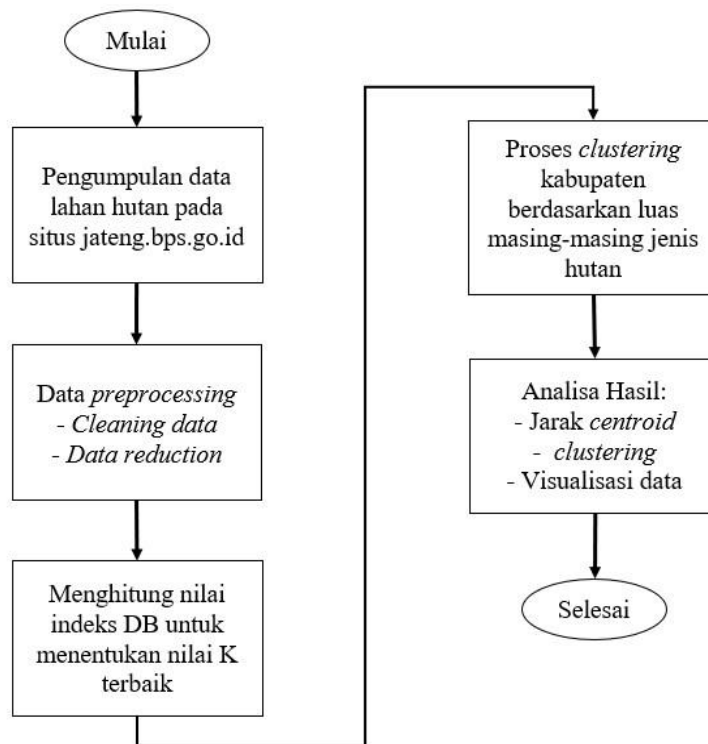 Mulai
Pengumpulan data
lahan hutan pada
situs jateng.bps.go.id
Data preprocessing
- Cleaning data
- Data reduction
Menghitung nilai
indeks DB untuk
menentukan nilai K
terbaik
Proses clustering
kabupaten
berdasarkan luas
masing-masing jenis
hutan
Analisa Hasil:
- Jarak centroid
- clustering
- Visualisasi data
Selesai